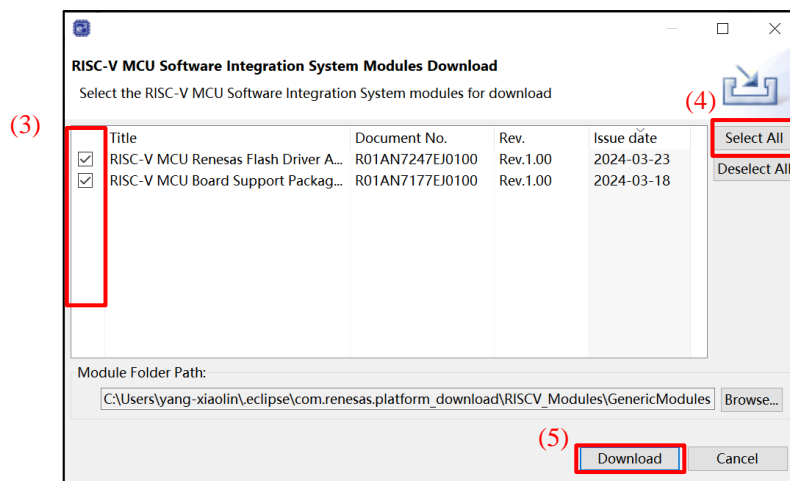 RISC-V MCU Software Integration System Modules Download
Select the RISC-V MCU Software Integration System modules for download
(3)
(4)
Title Document No. Rev. Issue date
Select All
RISC-V MCU Renesas Flash Driver A... R01AN7247EJ0100 Rev.1.00 2024-03-23
Deselect All
RISC-V MCU Board Support Packag... R01AN7177EJ0100 Rev.1.00 2024-03-18
Module Folder Path:
C:\Users\yang-xiaolin\.eclipse\com.renesas.platform_download\RISCV_Modules\GenericModules Browse...
(5)
Download Cancel